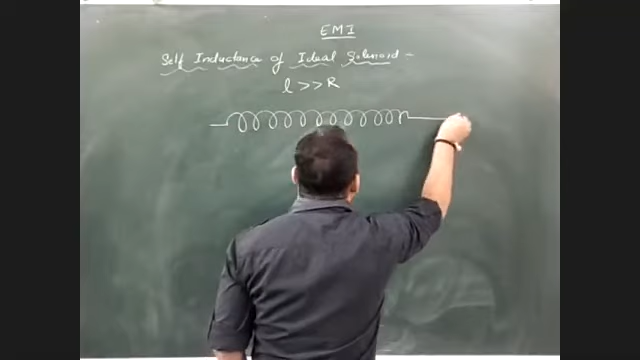 EMI
Self Inductance of Ideal Solenoid -
l >> R